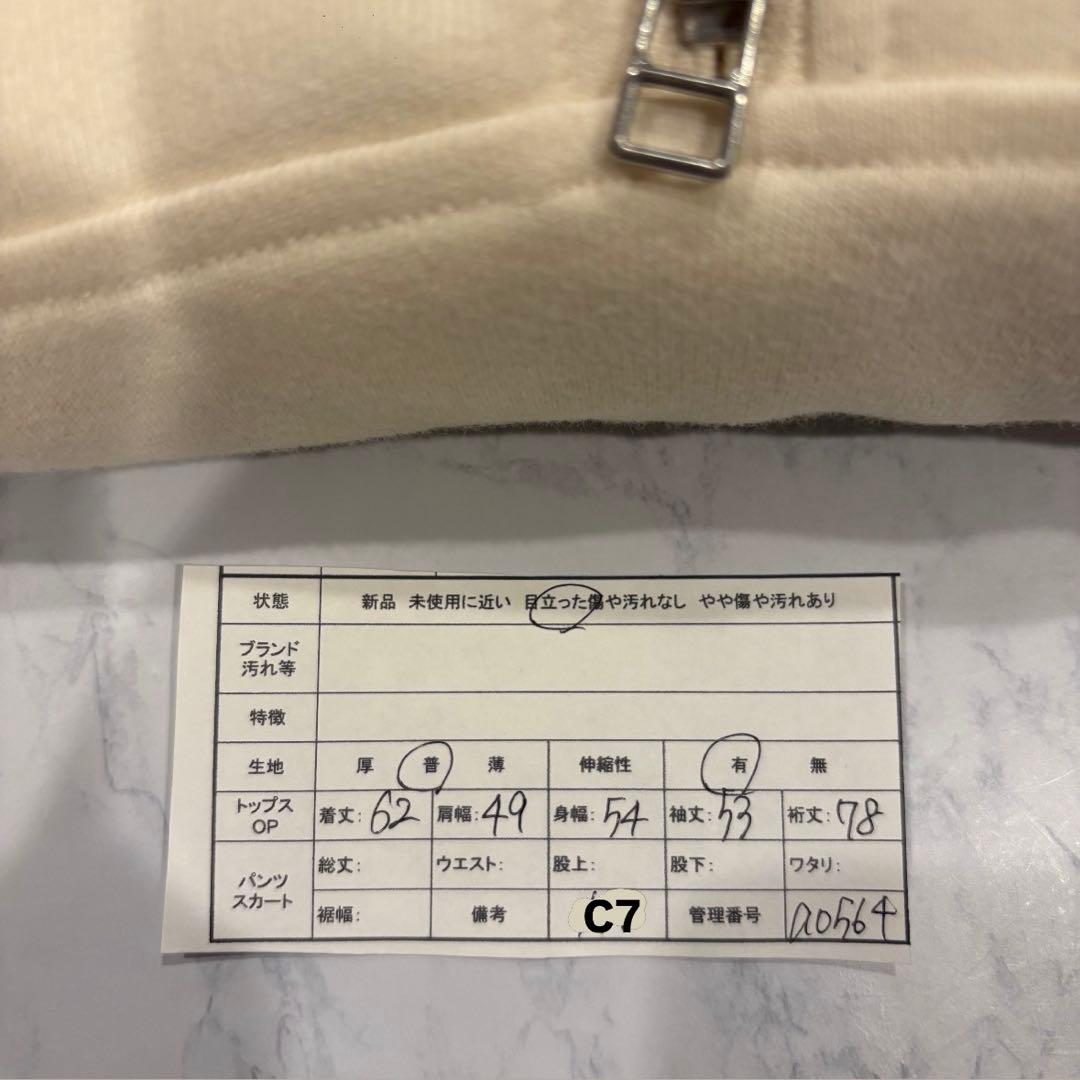 状態 新品 未使用に近い 目立った傷や汚れなし やや傷や汚れあり
ブランド
汚れ等
特徴
生地 厚 普 薄 伸縮性 有 無
トップス
OP
着丈:62 肩幅:49 身幅:54 袖丈:53 裄丈:78
パンツ
スカート
総丈: ウエスト: 股上: 股下: ワタリ:
裾幅: 備考 C7 管理番号 a0564